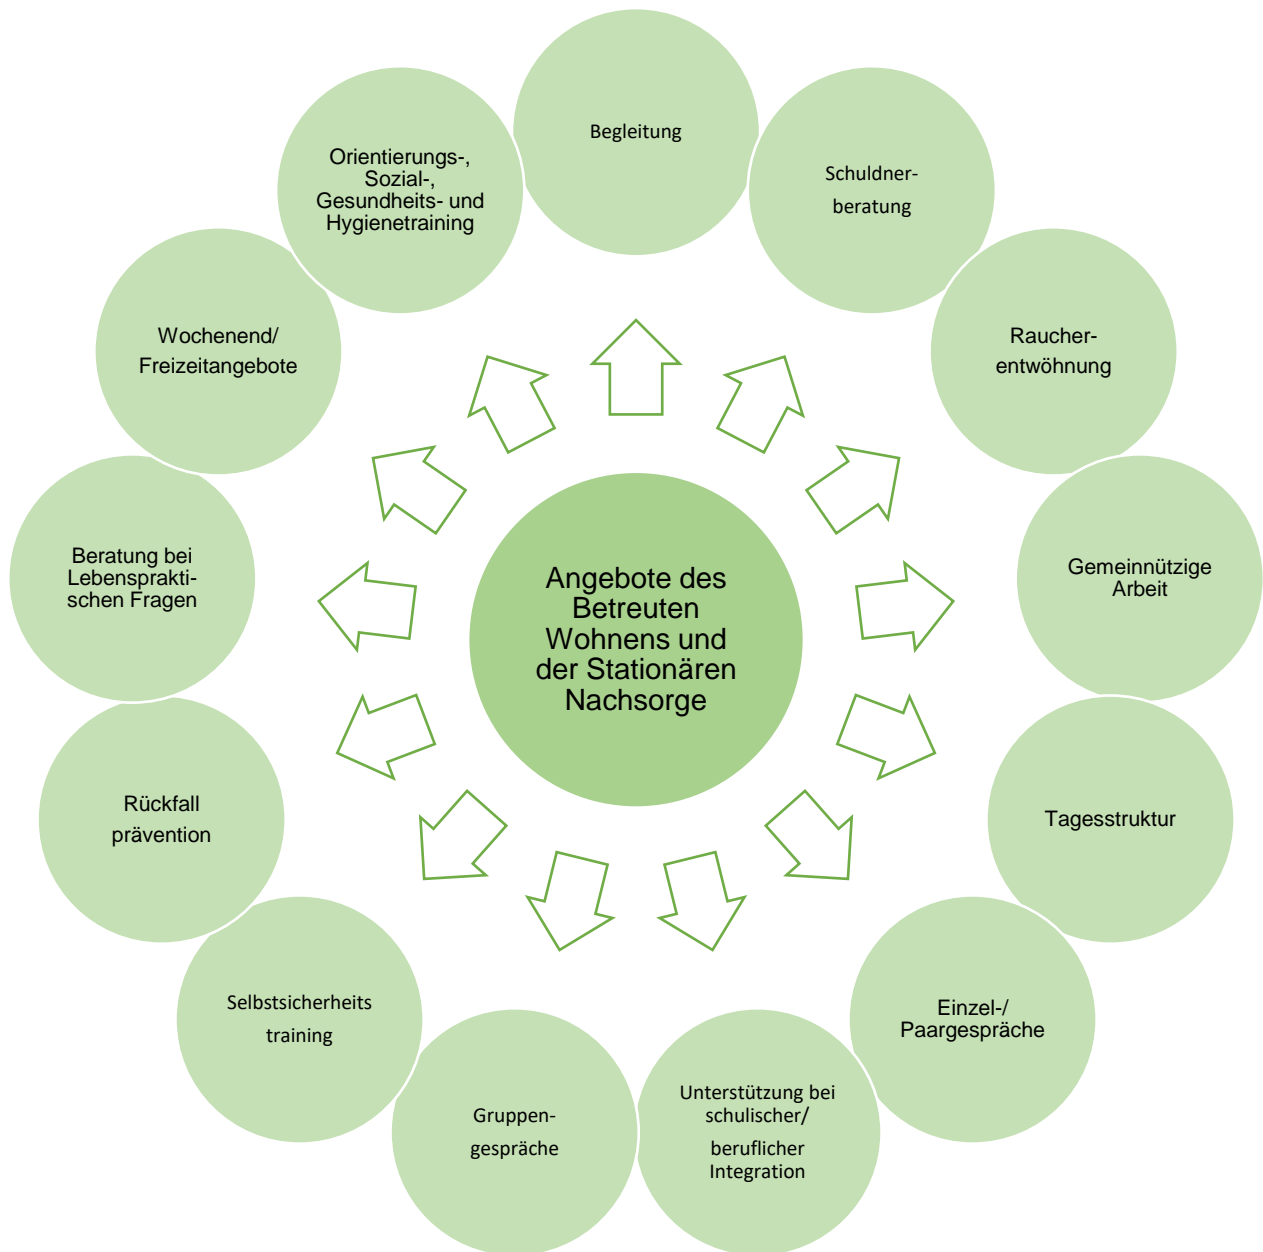 Begleitung
Schuldner-
beratung
Raucher-
entwöhnung
Gemeinnützige
Arbeit
Tagesstruktur
Einzel-/
Paargespräche
Unterstützung bei
schulischer/
beruflicher
Integration
Gruppen-
gespräche
Selbstsicherheits
training
Rückfall
prävention
Beratung bei
Lebensprakti-
schen Fragen
Wochenend/
Freizeitangebote
Orientierungs-,
Sozial-,
Gesundheits- und
Hygienetraining
Angebote des
Betreuten
Wohnens und
der Stationären
Nachsorge